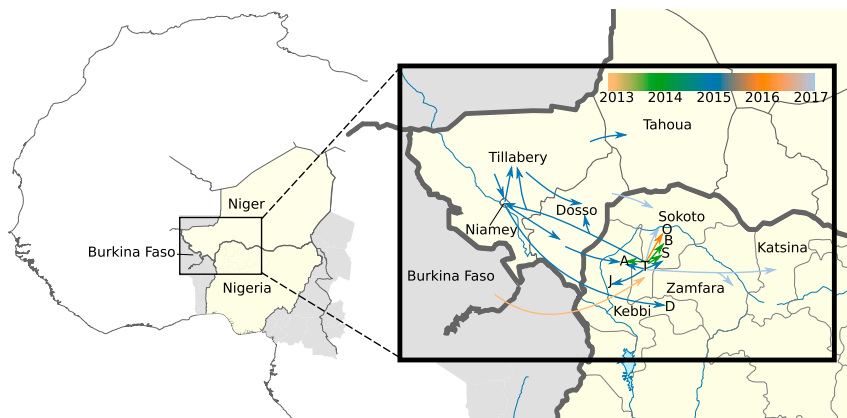 Niger
Burkina Faso
Nigeria
2013 2014 2015 2016 2017
Tahoua
Tillabery
Dosso
Niamey
Sokoto
O
B
S
A
T
J
Katsina
Burkina Faso
Zamfara
Kebbi
D